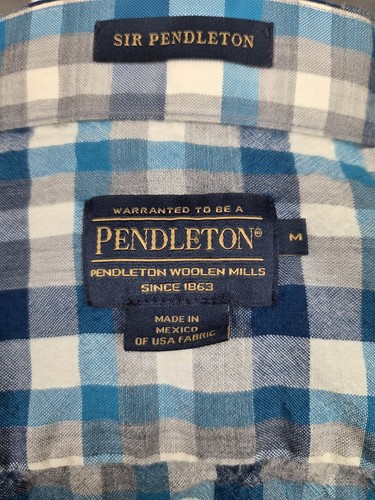 SIR PENDLETON
WARRANTED TO BE A
PENDLETON®
M
PENDLETON WOOLEN MILLS
SINCE 1863
MADE IN
MEXICO
OF USA FABRIC